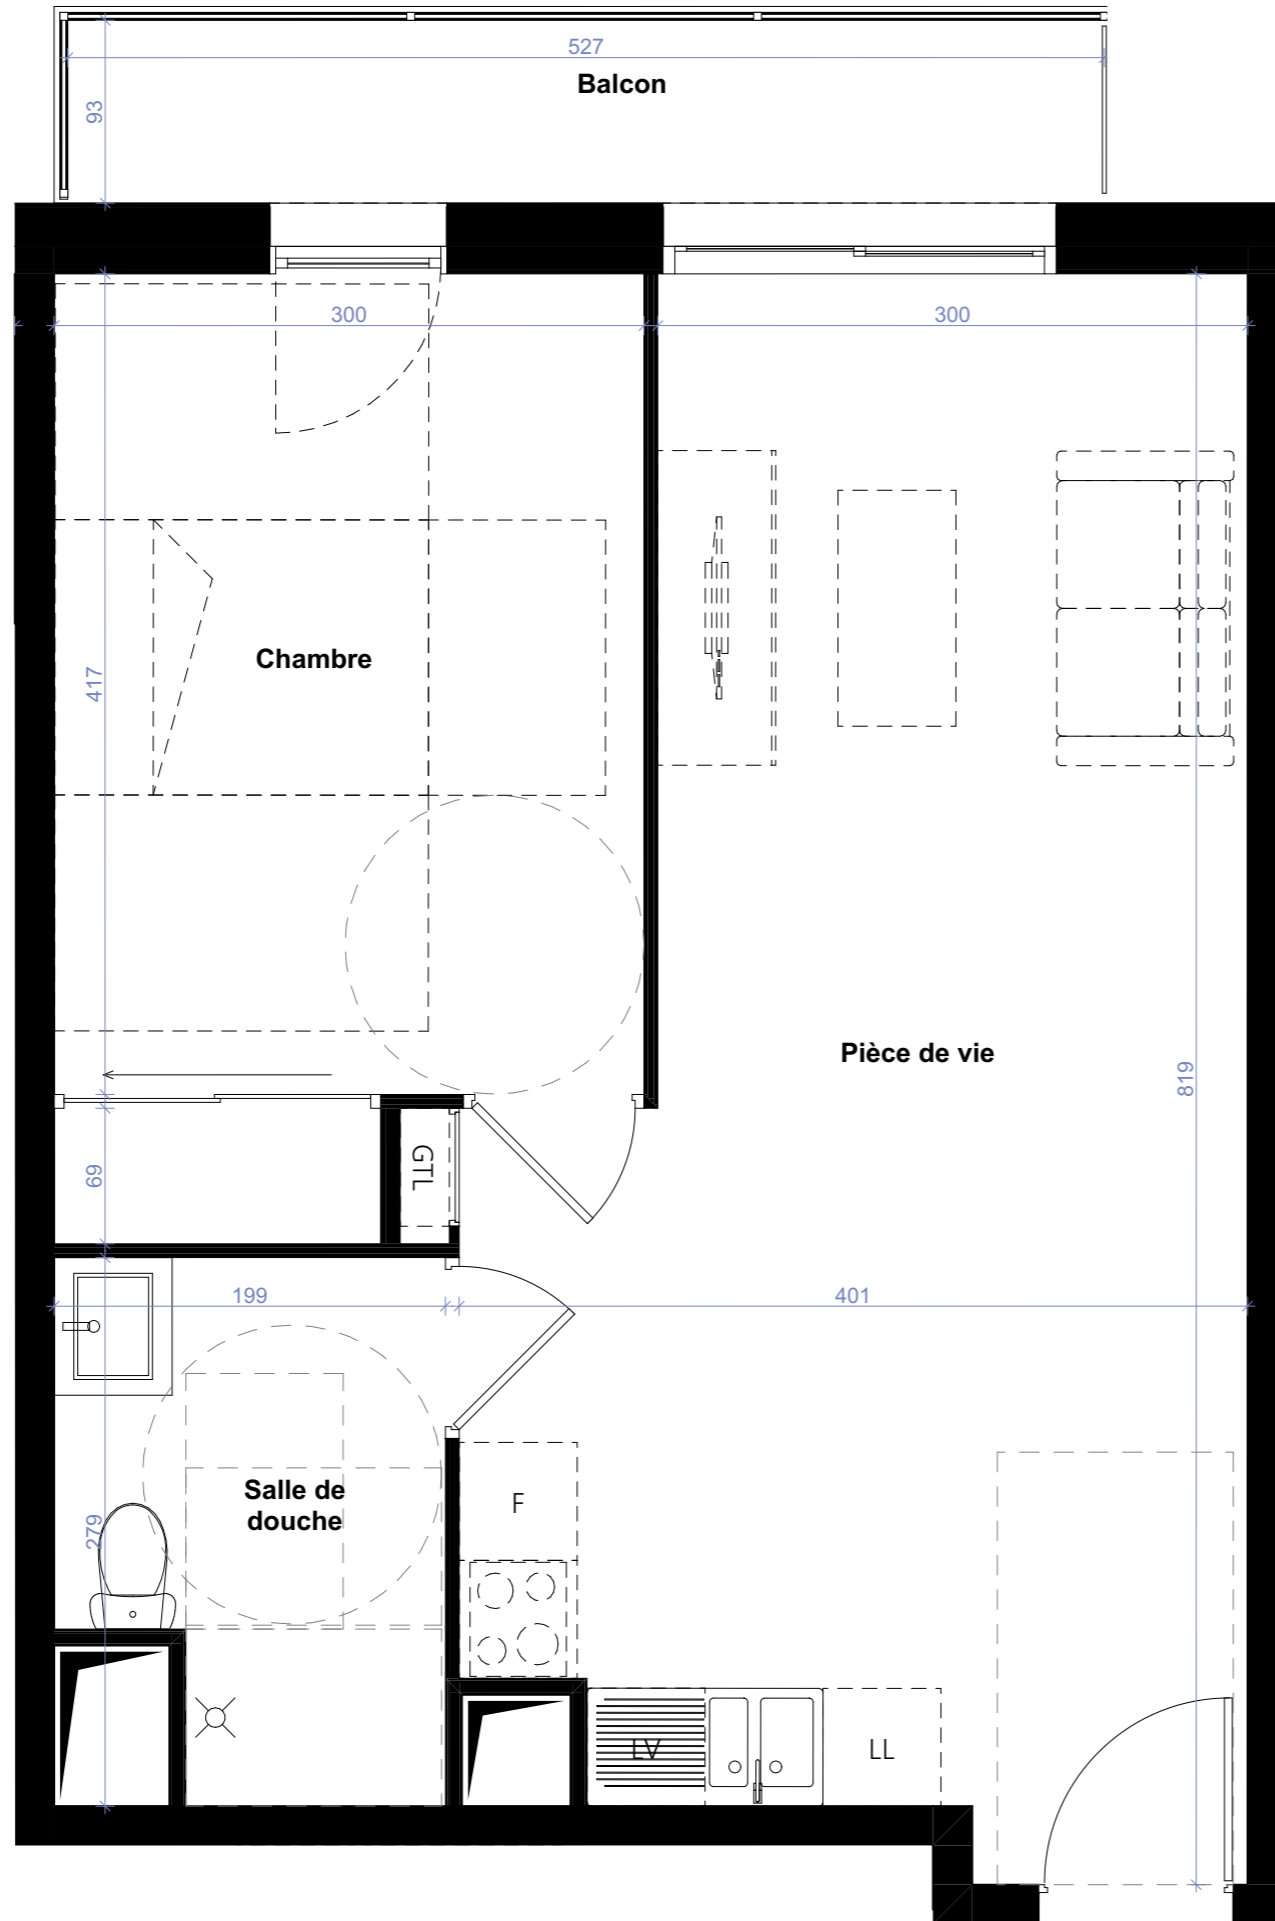 527
Balcon
93
300
300
417
Chambre
Pièce de vie
819
GTL
69
199
401
279
Salle de
douche
F
LV
LL